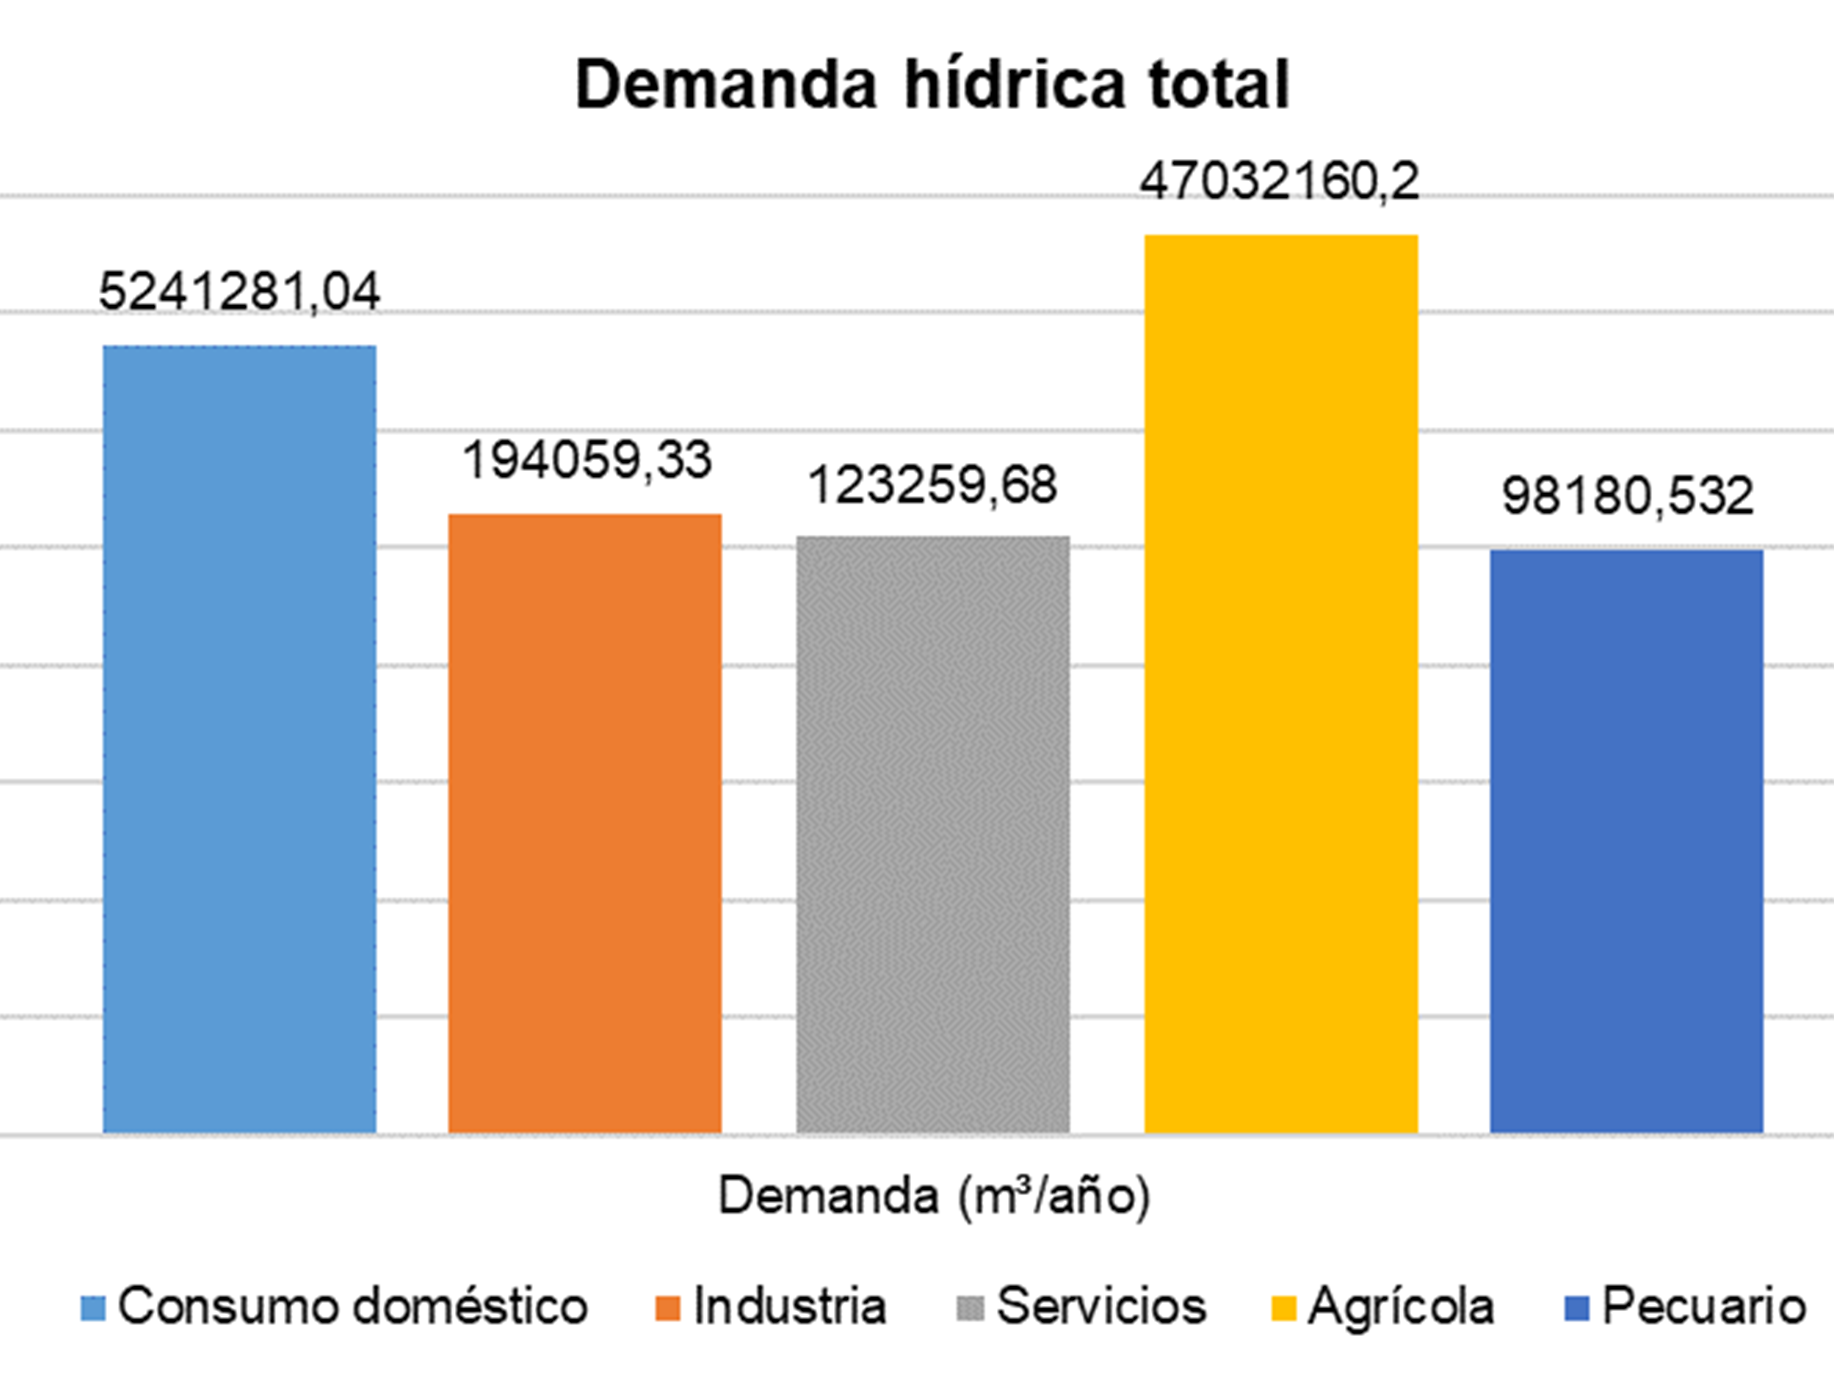 Demanda hídrica total
47032160,2
5241281,04
194059,33
123259,68
98180,532
Demanda (m³/año)
Consumo doméstico Industria Servicios Agrícola Pecuario